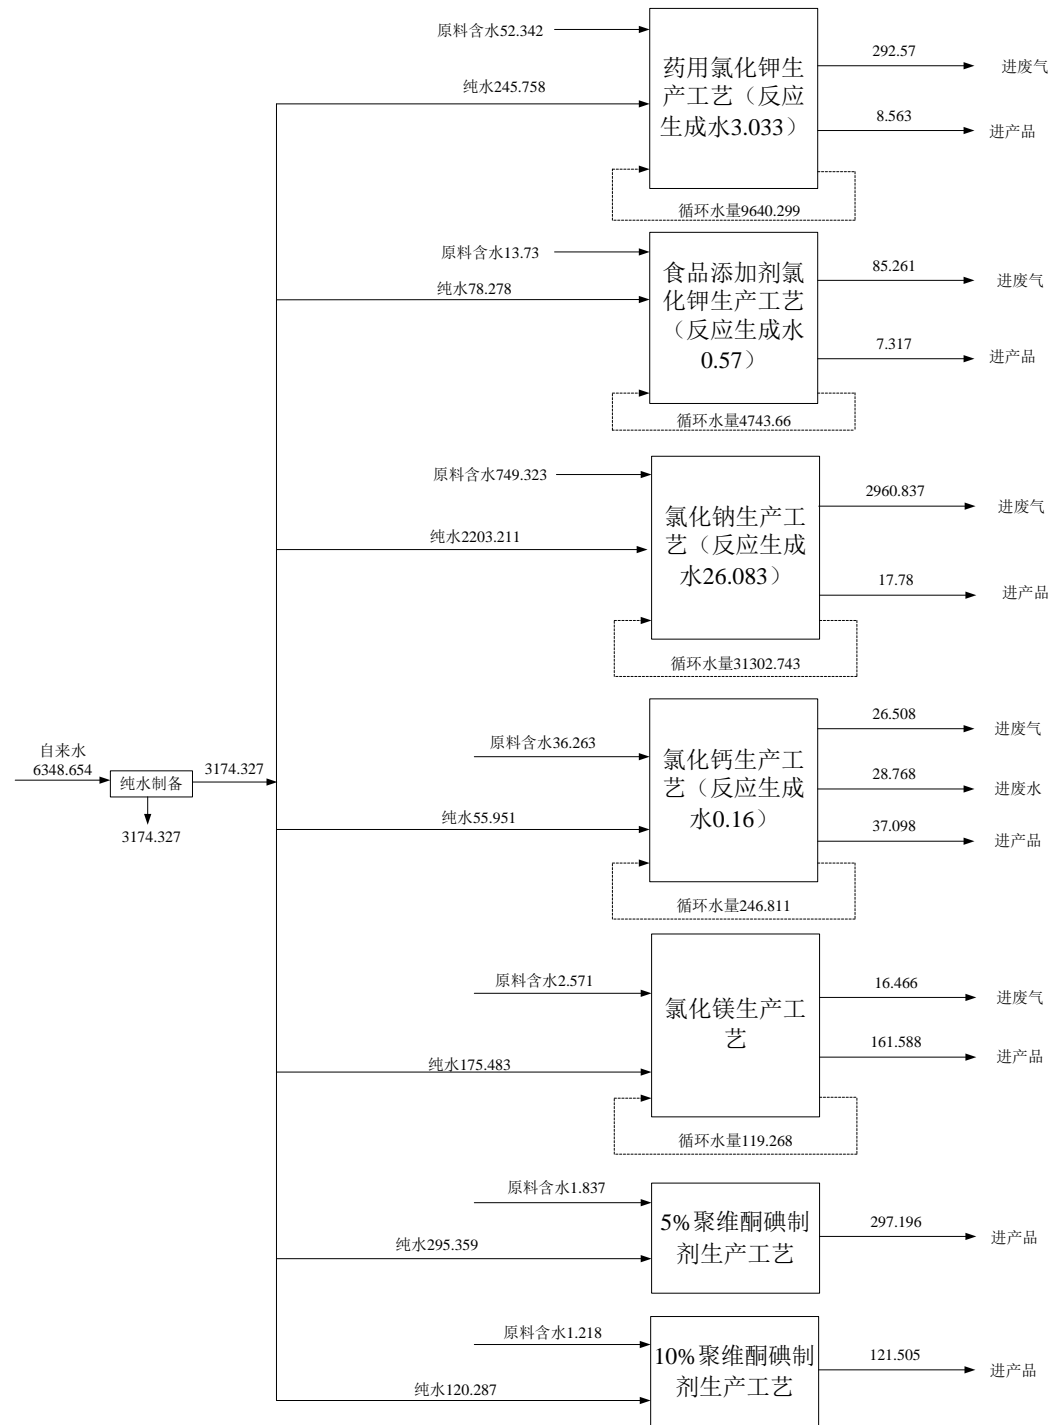 原料含水52.342
纯水245.758
药用氯化钾生
产工艺（反应
生成水3.033）
292.57
进废气
8.563
进产品
循环水量9640.299
原料含水13.73
纯水78.278
食品添加剂氯
化钾生产工艺
（反应生成水
0.57）
85.261
进废气
7.317
进产品
循环水量4743.66
原料含水749.323
纯水2203.211
氯化钠生产工
艺（反应生成
水26.083）
2960.837
进废气
17.78
进产品
循环水量31302.743
自来水
6348.654
纯水制备
3174.327
3174.327
原料含水36.263
纯水55.951
氯化钙生产工
艺（反应生成
水0.16）
26.508
进废气
28.768
进废水
37.098
进产品
循环水量246.811
原料含水2.571
纯水175.483
氯化镁生产工
艺
16.466
进废气
161.588
进产品
循环水量119.268
原料含水1.837
纯水295.359
5%聚维酮碘制
剂生产工艺
297.196
进产品
原料含水1.218
纯水120.287
10%聚维酮碘制
剂生产工艺
121.505
进产品